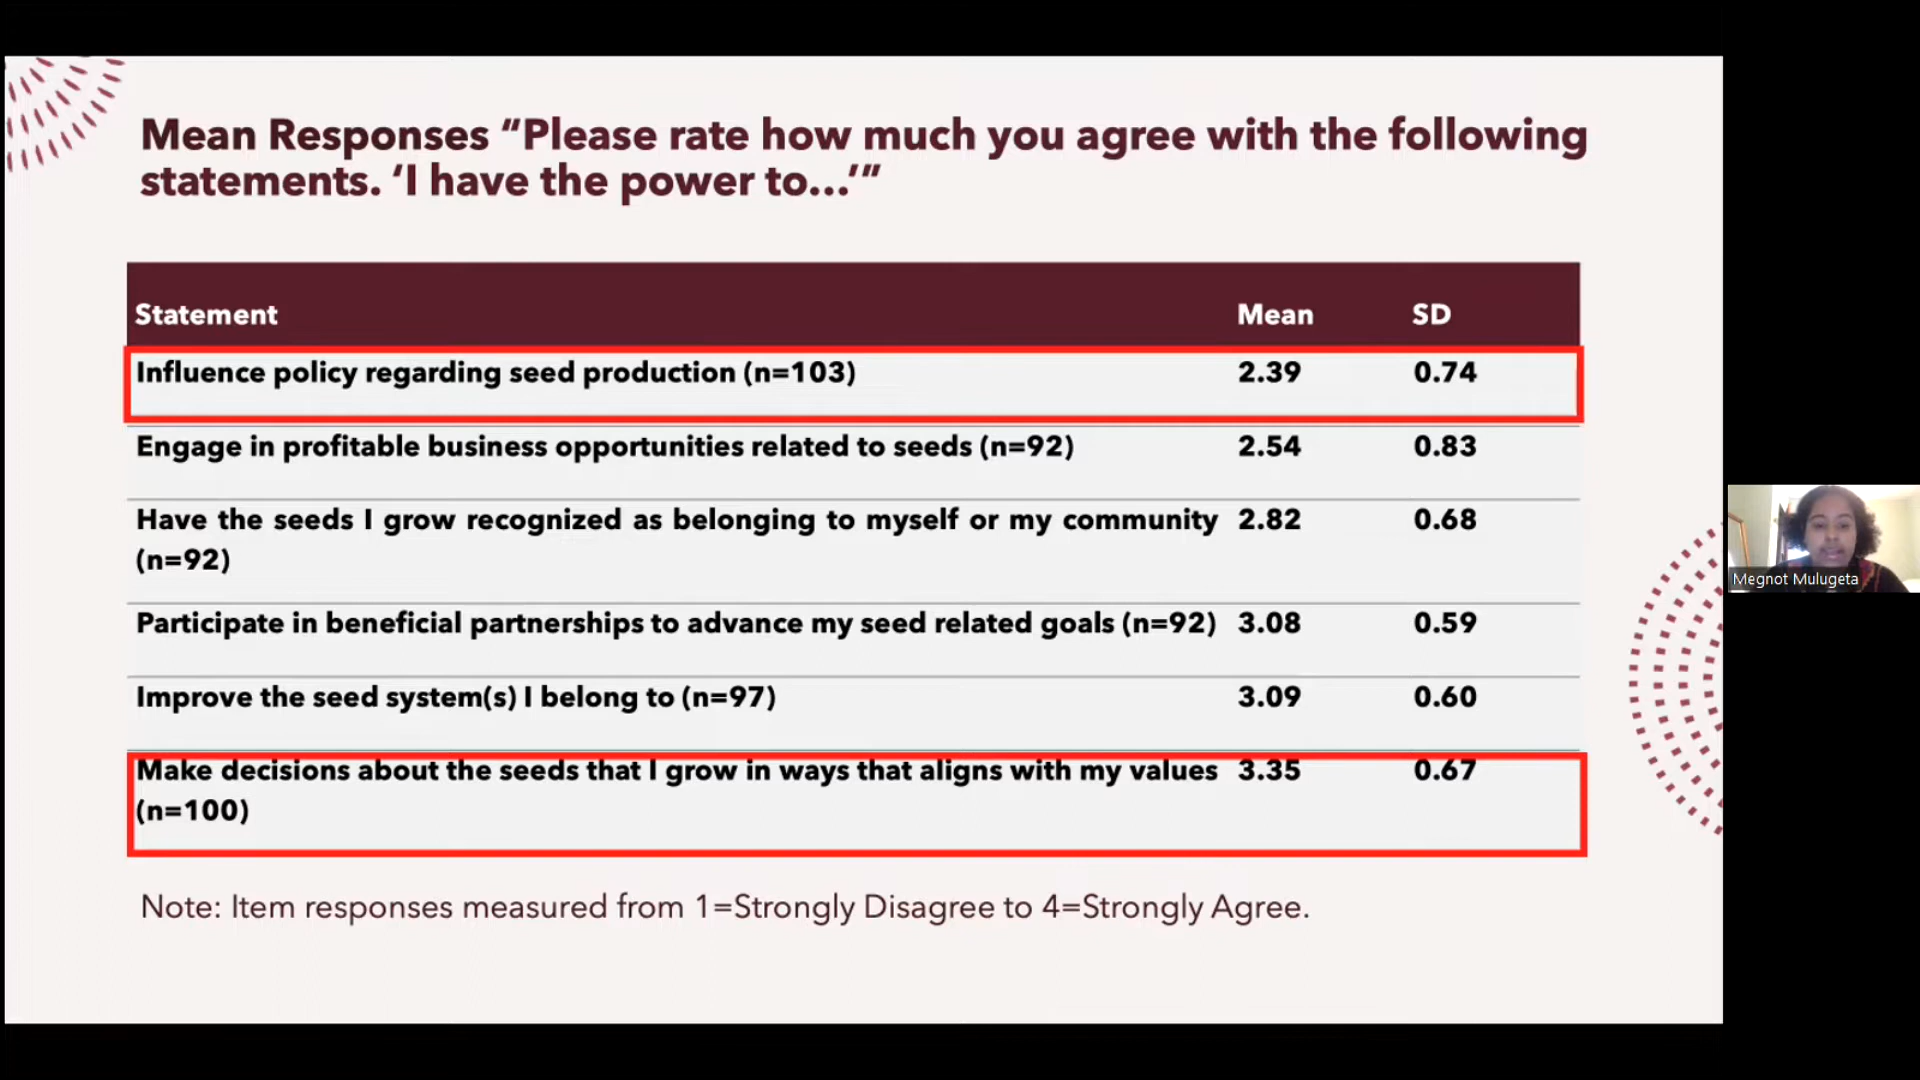 Mean Responses “Please rate how much you agree with the following
statements. ‘I have the power to...’”
Statement Mean SD
Influence policy regarding seed production (n=103) 2.39 0.74
Engage in profitable business opportunities related to seeds (n=92) 2.54 0.83
Have the seeds I grow recognized as belonging to myself or my community 2.82 0.68
(n=92)
Participate in beneficial partnerships to advance my seed related goals (n=92) 3.08 0.59
Improve the seed system(s) I belong to (n=97) 3.09 0.60
Make decisions about the seeds that I grow in ways that aligns with my values 3.35 0.67
(n=100)
Note: Item responses measured from 1=Strongly Disagree to 4=Strongly Agree.
Megnot Mulugeta